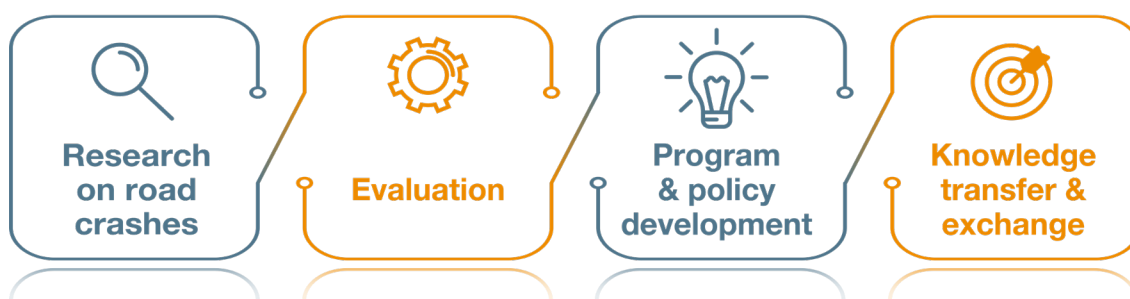 Research
on road
crashes
Evaluation
Program
& policy
development
Knowledge
transfer &
exchange